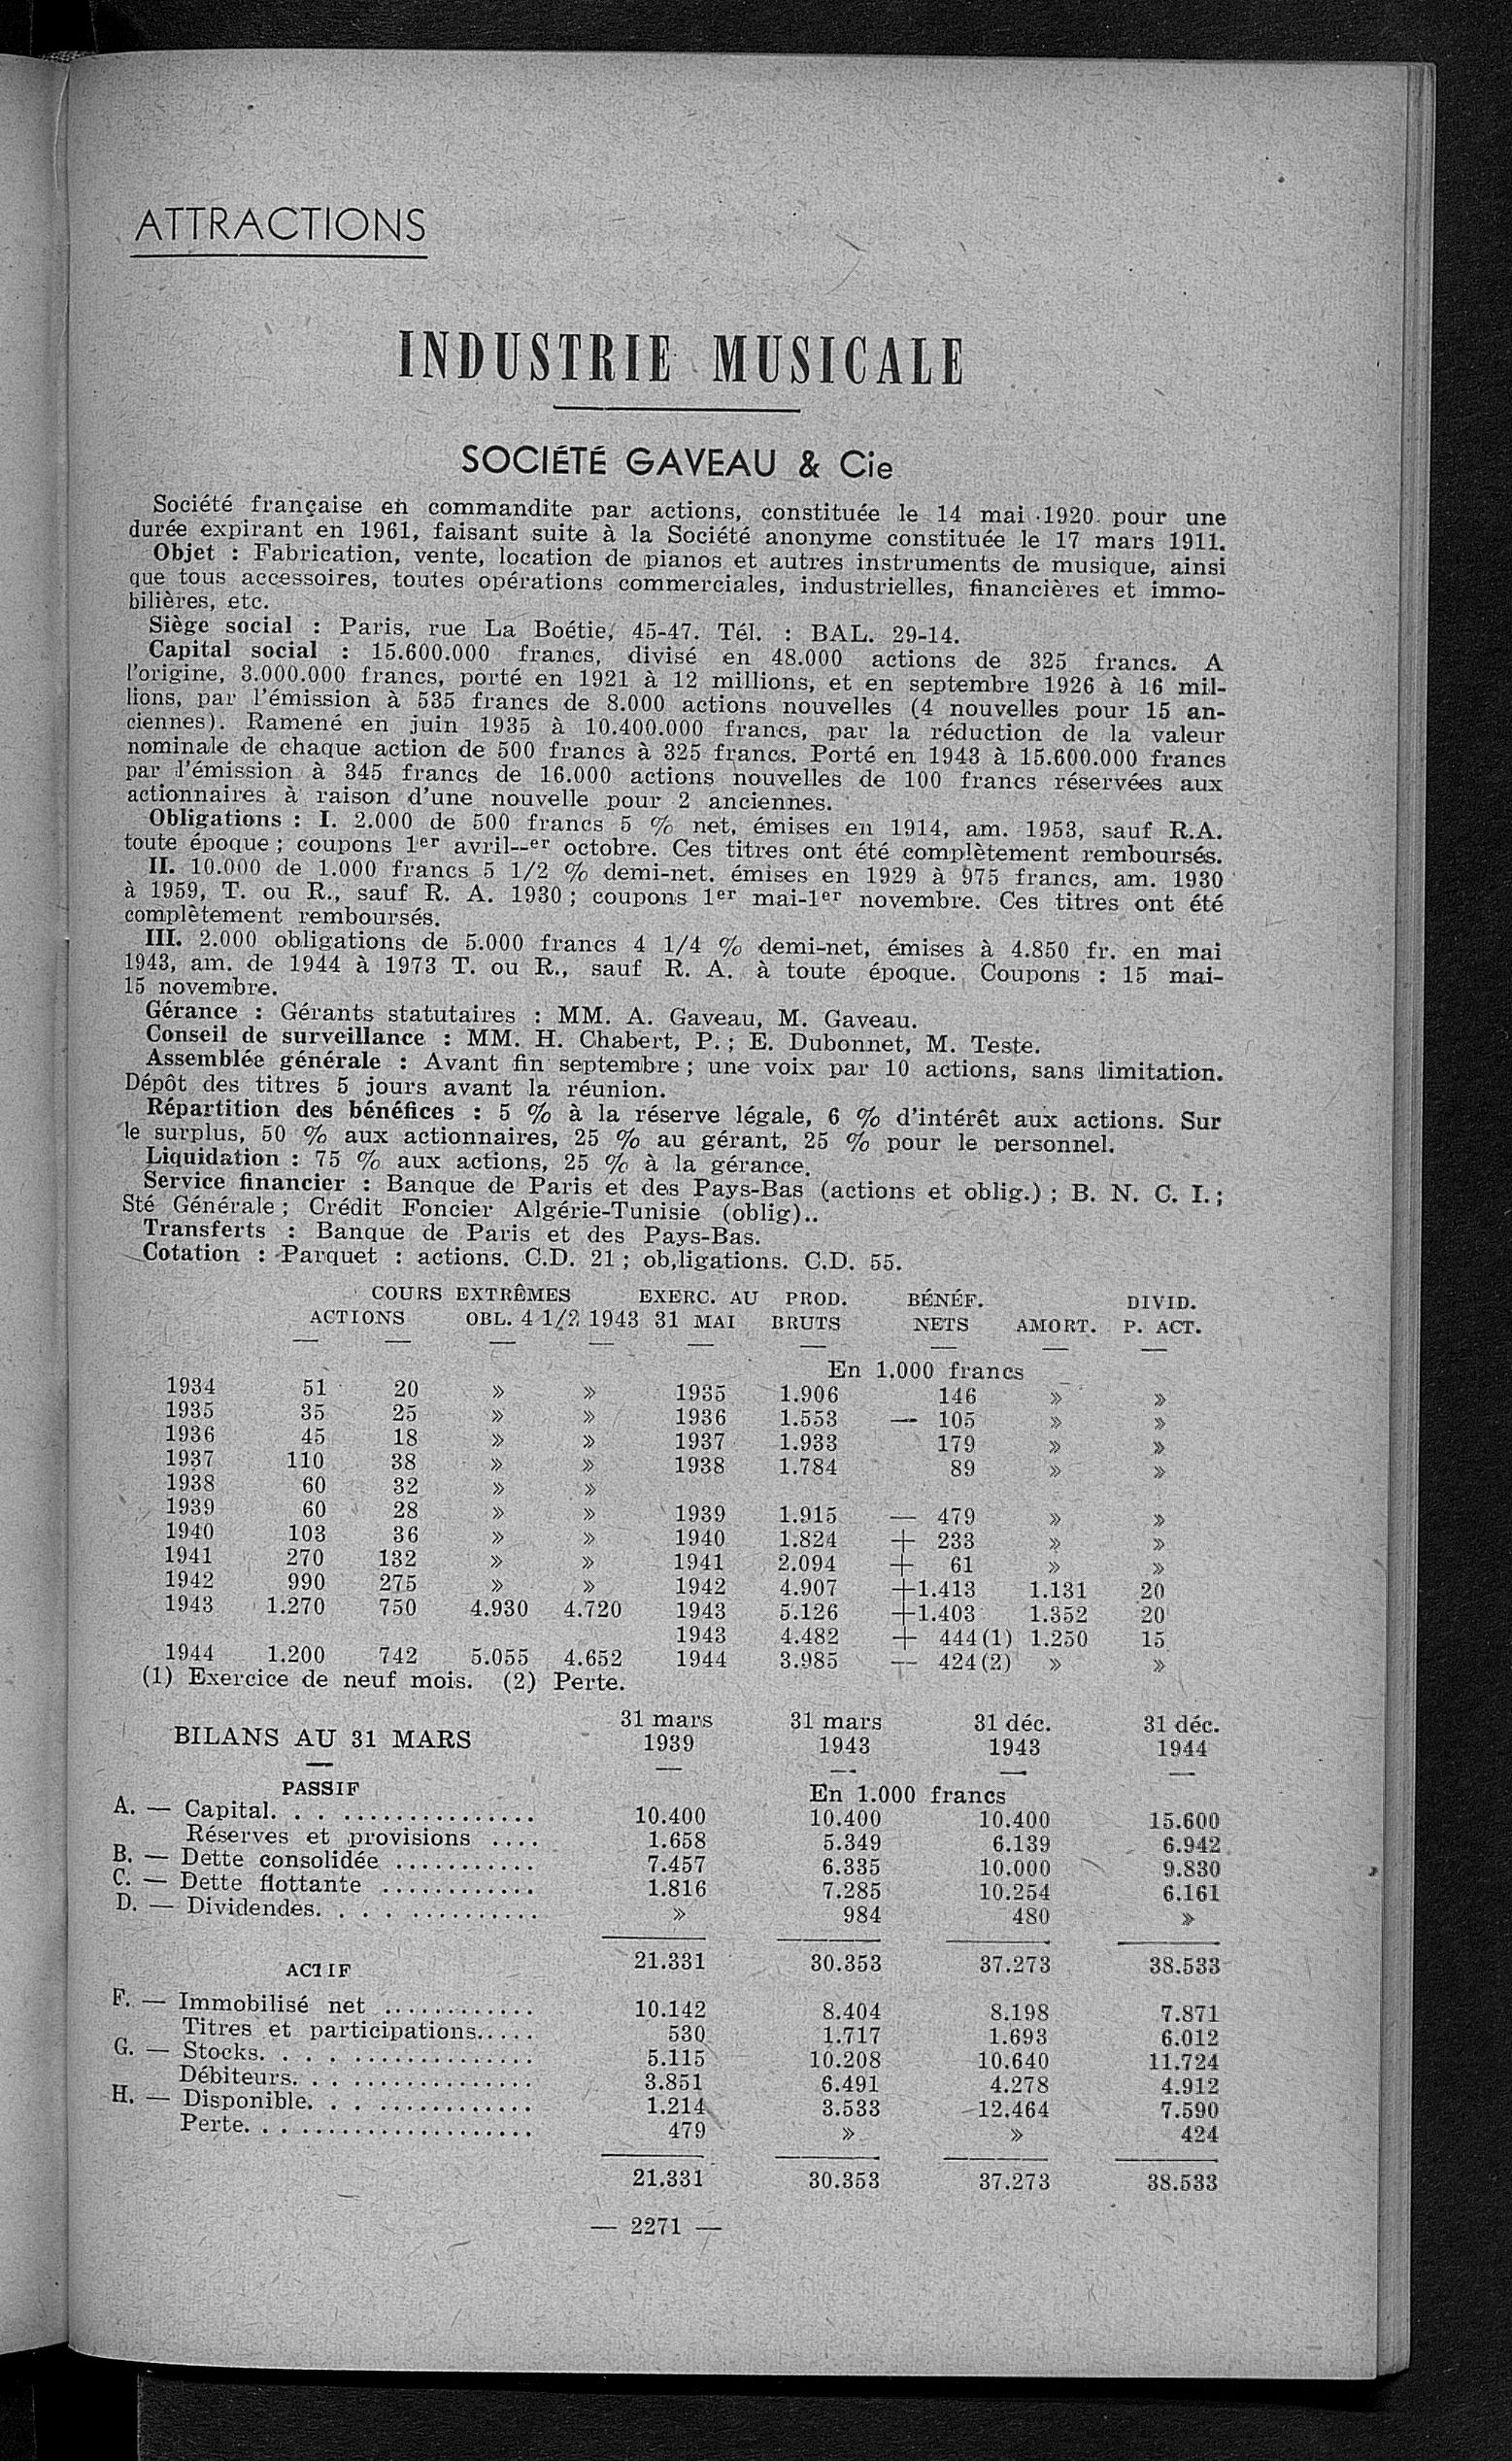 ATTRACTIONS
INDUSTRIE MUSICALE
SOCIÉTÉ GAVEAU & Cie
Société française en commandite par actions, constituée le 14 mai 1920 pour une
durée expirant en 1961, faisant suite à la Société anonyme constituée le 17 mars 1911.
Objet : Fabrication, vente, location de pianos et autres instruments de musique, ainsi
que tous accessoires, toutes opérations commerciales, industrielles, financières et immo-
bilières, etc.
Siège social : Paris, rue La Boétie, 45-47. Tél. : BAL. 29-14.
Capital social : 15.600.000 francs, divisé en 48.000 actions de 325 francs. A
l'origine, 3.000.000 francs, porté en 1921 à 12 millions, et en septembre 1926 à 16 mil-
lions, par l'émission à 535 francs de 8.000 actions nouvelles (4 nouvelles pour 15 an-
ciennes). Ramené en juin 1935 à 10.400.000 francs, par la réduction de la valeur
nominale de chaque action de 500 francs à 325 francs. Porté en 1943 à 15.600.000 francs
par l'émission à 345 francs de 16.000 actions nouvelles de 100 francs réservées aux
actionnaires à raison d'une nouvelle pour 2 anciennes.
Obligations : I. 2.000 de 500 francs 5 % net, émises en 1914, am. 1953, sauf R.A.
toute époque ; coupons 1er avril--er octobre. Ces titres ont été complètement remboursés.
II. 10.000 de 1.000 francs 5 1/2 % demi-net. émises en 1929 à 975 francs, am. 1930
à 1959, T. ou R., sauf R. A. 1930 ; coupons 1er mai-1er novembre. Ces titres ont été
complètement remboursés.
III. 2.000 obligations de 5.000 francs 4 1/4 % demi-net, émises à 4.850 fr. en mai
1943, am. de 1944 à 1973 T. ou R., sauf R. A. à toute époque. Coupons : 15 mai-
15 novembre.
Gérance : Gérants statutaires : MM. A. Gaveau, M. Gaveau.
Conseil de surveillance : MM. H. Chabert, P. ; E. Dubonnet, M. Teste.
Assemblée générale : Avant fin septembre ; une voix par 10 actions, sans limitation.
Dépôt des titres 5 jours avant la réunion.
Répartition des bénéfices : 5 % à la réserve légale, 6 % d'intérêt aux actions. Sur
le surplus, 50 % aux actionnaires, 25 % au gérant, 25 % pour le personnel.
Liquidation : 75 % aux actions, 25 % à la gérance.
Service financier : Banque de Paris et des Pays-Bas (actions et oblig.) ; B. N. C. I. ;
Sté Générale ; Crédit Foncier Algérie-Tunisie (oblig)..
Transferts : Banque de Paris et des Pays-Bas.
Cotation : Parquet : actions. C.D. 21 ; ob,ligations. C.D. 55.
COURS EXTRÊMES EXERC. AU PROD. BÉNÉF. DIVID.
ACTIONS OBL. 4 1/2 1943 31 MAI BRUTS NETS AMORT. P. ACT.
En 1.000 francs
1934 51 20 » » 1935 1.906 146 » »
1935 35 25 » » 1936 1.553 — 105 » »
1936 45 18 » » 1937 1.933 179 » »
1937 110 38 » » 1938 1.784 89 » »
1938 60 32 » »
1939 60 28 » » 1939 1.915 — 479 » »
1940 103 36 » » 1940 1.824 + 233 » »
1941 270 132 » » 1941 2.094 + 61 » »
1942 990 275 » » 1942 4.907 +1.413 1.131 20
1943 1.270 750 4.930 4.720 1943 5.126 +1.403 1.352 20
1943 4.482 + 444(1) 1.250 15
1944 1.200 742 5.055 4.652 1944 3.985 — 424(2) » »
(1) Exercice de neuf mois. (2) Perte.
31 mars 31 mars 31 déc. 31 déc.
BILANS AU 31 MARS 1939 1943 1943 1944
PASSIF En 1.000 francs
A. — Capital. . . ................ 10.400 10.400 10.400 15.600
Réserves et provisions .... 1.658 5.349 6.139 6.942
B. — Dette consolidée ........... 7.457 6.335 10.000 9.830
C. — Dette flottante ............ 1.816 7.285 10.254 6.161
D. — Dividendes. . . . .......... » 984 480 »
21.331 30.353 37.273 38.533
ACTIF
F. — Immobilisé net ............ 10.142 8.404 8.198 7.871
Titres et participations..... 530 1.717 1.693 6.012
G. — Stocks. . . . .............. 5.115 10.208 10.640 11.724
Débiteurs. . . ............... 3.851 6.491 4.278 4.912
H. — Disponible. . . ............ 1.214 3.533 12.464 7.590
Perte. . . ................... 479 » » 424
21.331 30.353 37.273 38.533
— 2271 —